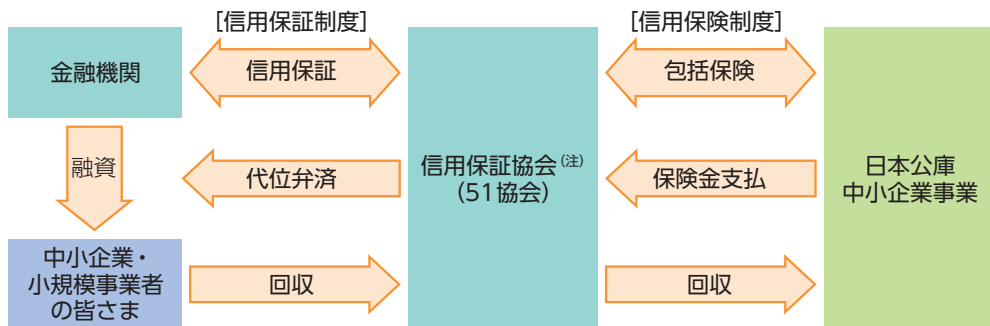 [信用保証制度]
[信用保険制度]
金融機関
信用保証
包括保険
融資
代位弁済
信用保証協会(注)
(51協会)
保険金支払
日本公庫
中小企業事業
中小企業・
小規模事業者
の皆さま
回収
回収